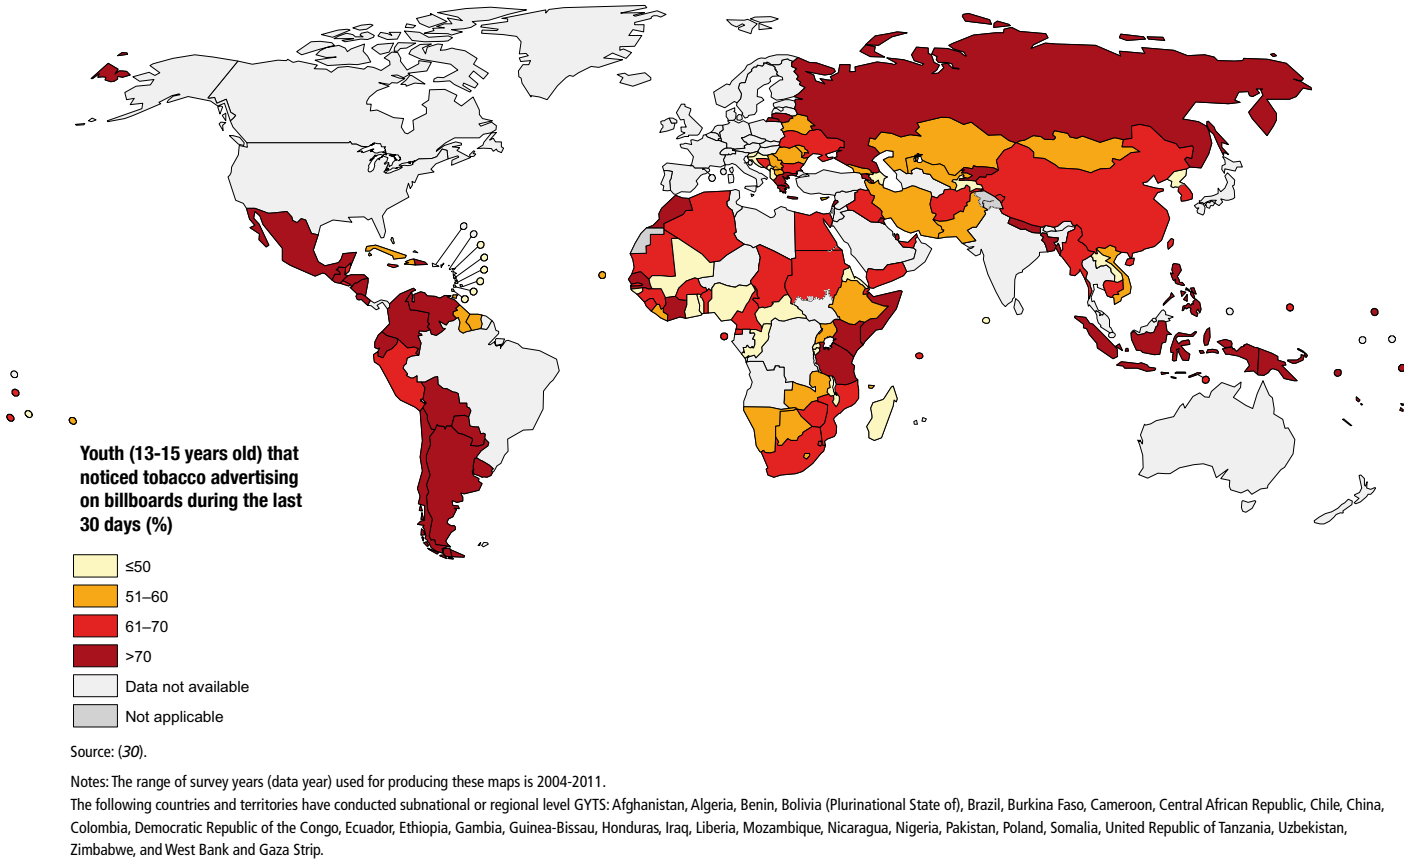 Youth (13-15 years old) that
noticed tobacco advertising
on billboards during the last
30 days (%)
≤50
51–60
61–70
>70
Data not available
Not applicable
Source: (30).
Notes: The range of survey years (data year) used for producing these maps is 2004-2011.
The following countries and territories have conducted subnational or regional level GYTS: Afghanistan, Algeria, Benin, Bolivia (Plurinational State of), Brazil, Burkina Faso, Cameroon, Central African Republic, Chile, China,
Colombia, Democratic Republic of the Congo, Ecuador, Ethiopia, Gambia, Guinea-Bissau, Honduras, Iraq, Liberia, Mozambique, Nicaragua, Nigeria, Pakistan, Poland, Somalia, United Republic of Tanzania, Uzbekistan,
Zimbabwe, and West Bank and Gaza Strip.